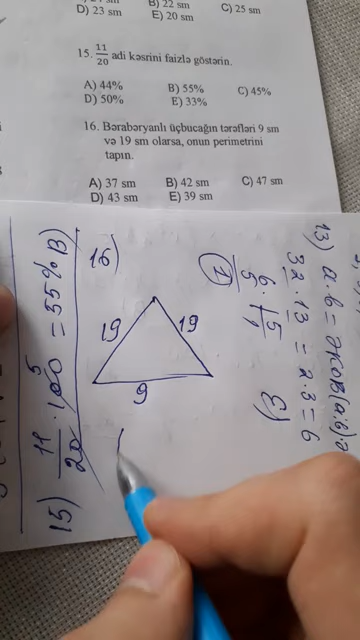 B) 22 sm
C) 25 sm
D) 23 sm
E) 20 sm
15. 11/20 adi kəsrini faizlə göstərin.
A) 44%
B) 55%
C) 45%
D) 50%
E) 33%
16. Bərabəryanlı üçbucağın tərəfləri 9 sm
və 19 sm olarsa, onun perimetrini
tapın.
A) 37 sm
B) 42 sm
C) 47 sm
D) 43 sm
E) 39 sm
13) a·b=ƏKOB(a,b)·
= 2·3=6
E)
16)
19
19
9
15) 11/20 · 100 5 = 55% B)